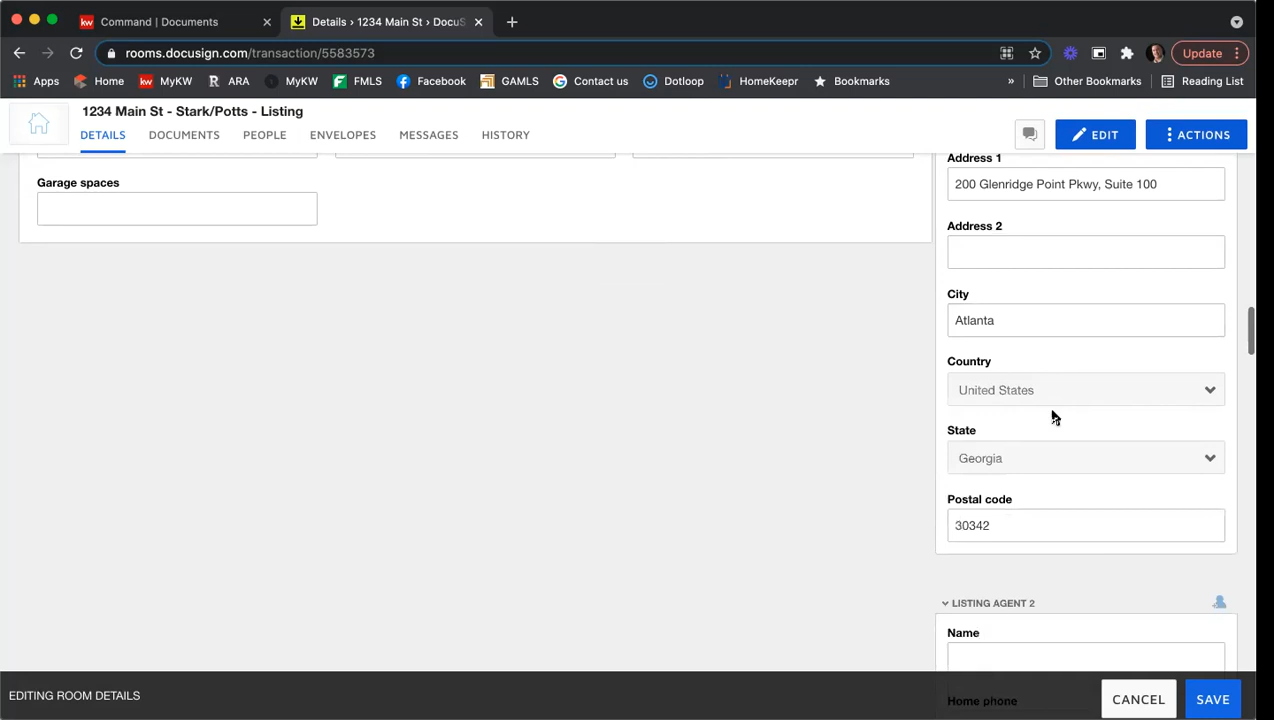 Command | Documents
Details › 1234 Main St › DocuS
rooms.docusign.com/transaction/5583573
Update
Apps
Home
kw MyKW
R ARA
MyKW
FMLS
Facebook
GAMLS
Contact us
Dotloop
HomeKeepr
Bookmarks
»
Other Bookmarks
Reading List
1234 Main St - Stark/Potts - Listing
DETAILS
DOCUMENTS
PEOPLE
ENVELOPES
MESSAGES
HISTORY
EDIT
ACTIONS
Garage spaces
Address 1
200 Glenridge Point Pkwy, Suite 100
Address 2
City
Atlanta
Country
United States
State
Georgia
Postal code
30342
LISTING AGENT 2
Name
Home phone
EDITING ROOM DETAILS
CANCEL
SAVE